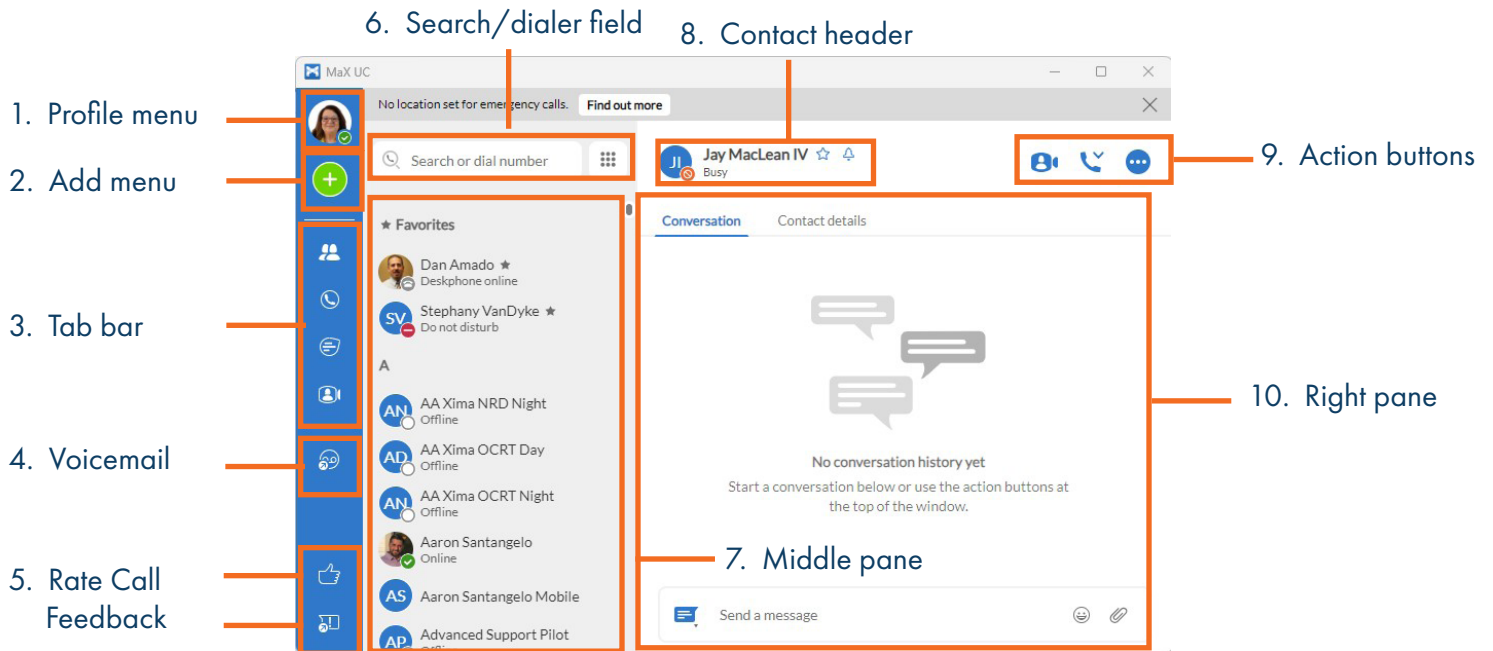 6. Search/dialer field
8. Contact header
MaX UC
1. Profile menu
No location set for emergency calls. Find out more
2. Add menu
Search or dial number
JI
Jay MacLean IV
Busy
9. Action buttons
★ Favorites
Conversation Contact details
Dan Amado ★
Deskphone online
3. Tab bar
SV
Stephany VanDyke ★
Do not disturb
A
AN
AA Xima NRD Night
Offline
10. Right pane
4. Voicemail
AD
AA Xima OCRT Day
Offline
No conversation history yet
Start a conversation below or use the action buttons at
the top of the window.
AN
AA Xima OCRT Night
Offline
Aaron Santangelo
Online
7. Middle pane
5. Rate Call
Feedback
AS
Aaron Santangelo Mobile
Send a message
AP
Advanced Support Pilot